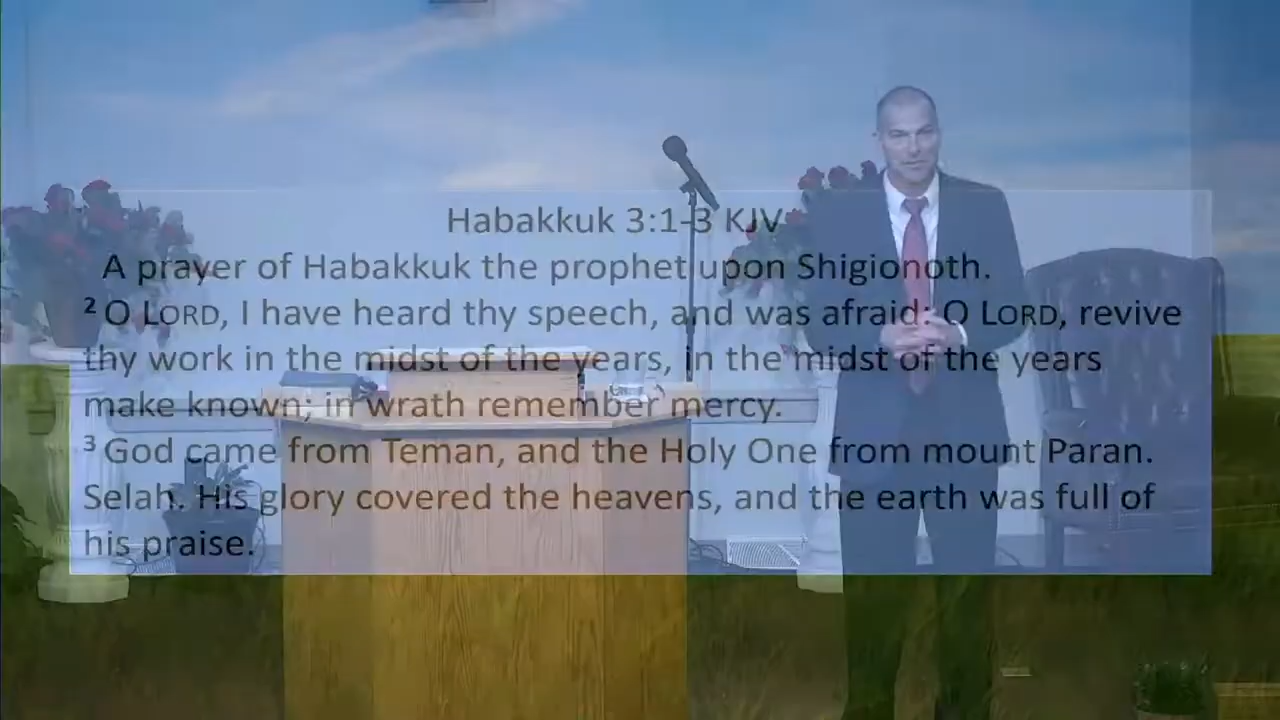 Habakkuk 3:1-3 KJV
A prayer of Habakkuk the prophet upon Shigionoth.
² O LORD, I have heard thy speech, and was afraid: O LORD, revive
thy work in the midst of the years, in the midst of the years
make known; in wrath remember mercy.
³ God came from Teman, and the Holy One from mount Paran.
Selah. His glory covered the heavens, and the earth was full of
his praise.